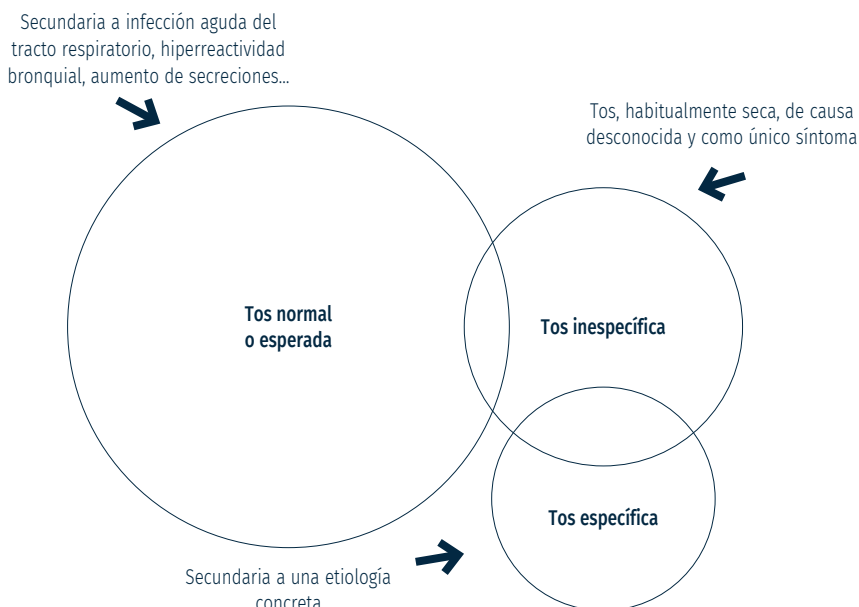 Secundaria a infección aguda del
tracto respiratorio, hiperreactividad
bronquial, aumento de secreciones...
Tos, habitualmente seca, de causa
desconocida y como único síntoma
Tos normal
o esperada
Tos inespecífica
Tos específica
Secundaria a una etiología
concreta